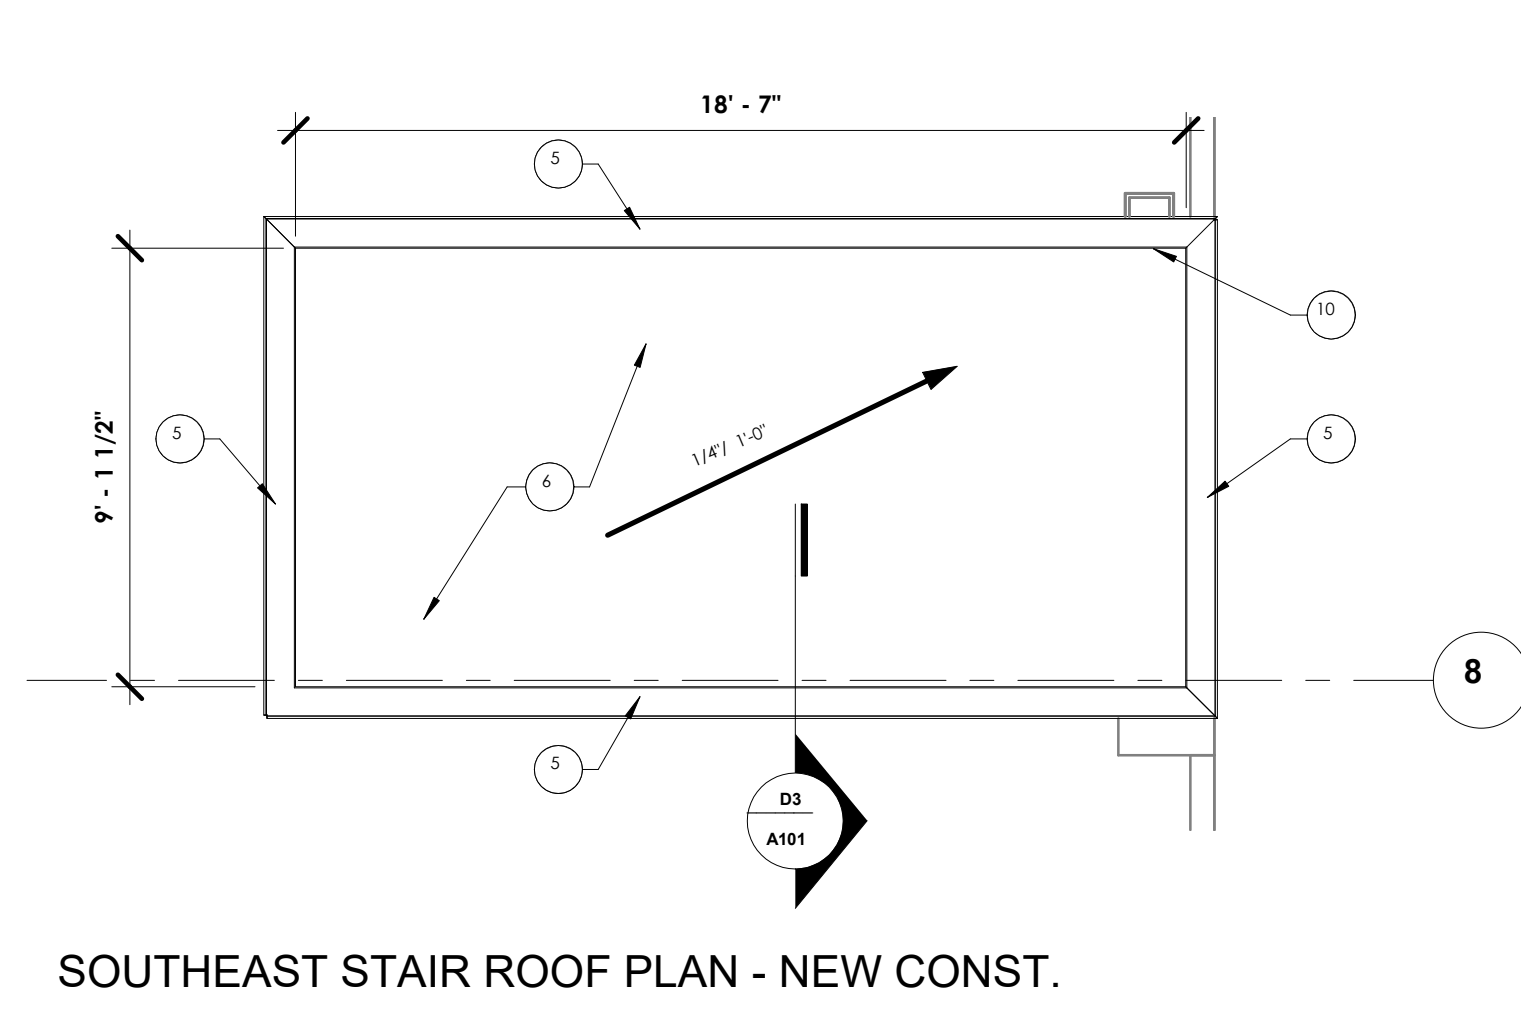 18' - 7"
5
10
5
5
9' - 1 1/2"
1/4"/ 1'-0"
6
8
5
D3
A101
SOUTHEAST STAIR ROOF PLAN - NEW CONST.